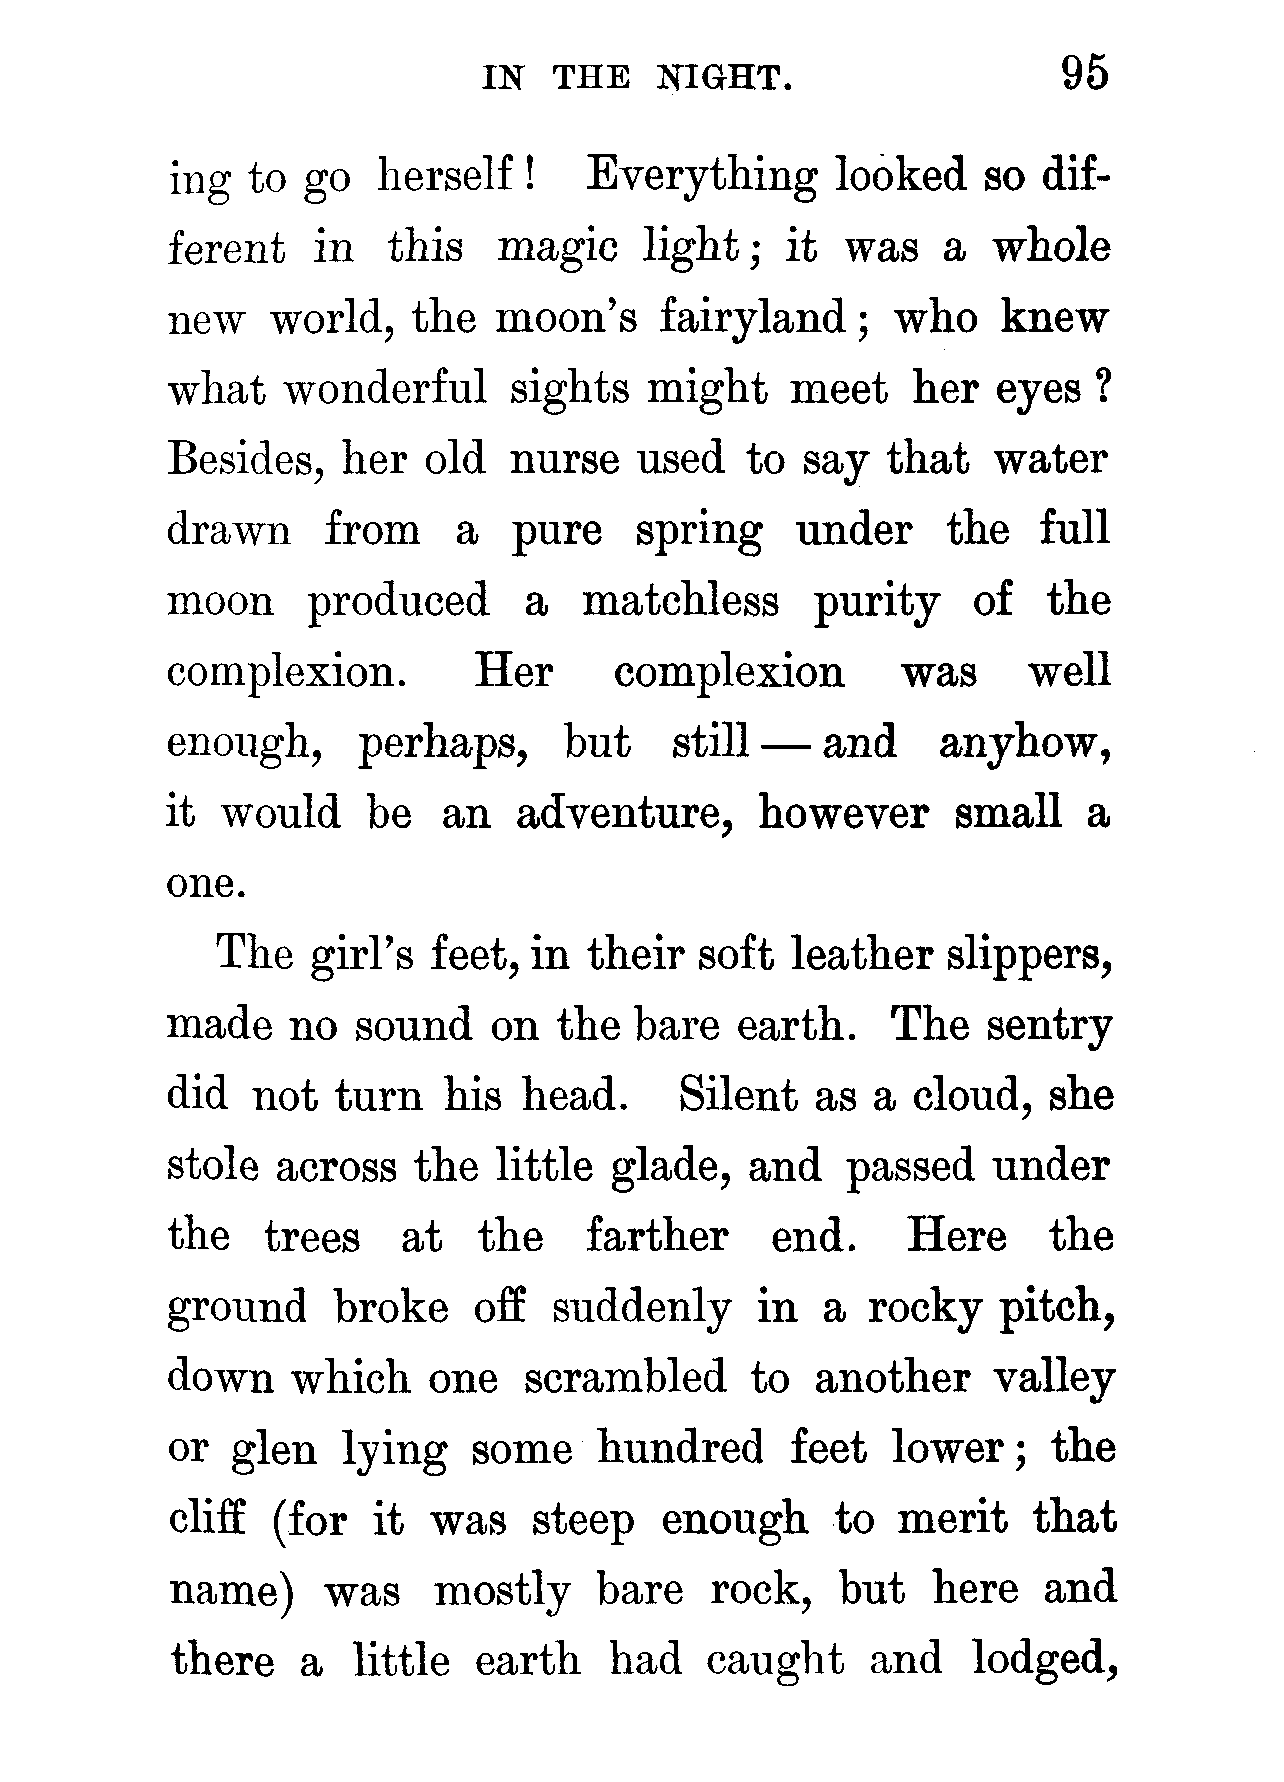 IN THE NIGHT. 95
ing to go herself! Everything looked so dif-
ferent in this magic light; it was a whole
new world, the moon's fairyland; who knew
what wonderful sights might meet her eyes?
Besides, her old nurse used to say that water
drawn from a pure spring under the full
moon produced a matchless purity of the
complexion. Her complexion was well
enough, perhaps, but still — and anyhow,
it would be an adventure, however small a
one.
The girl's feet, in their soft leather slippers,
made no sound on the bare earth. The sentry
did not turn his head. Silent as a cloud, she
stole across the little glade, and passed under
the trees at the farther end. Here the
ground broke off suddenly in a rocky pitch,
down which one scrambled to another valley
or glen lying some hundred feet lower; the
cliff (for it was steep enough to merit that
name) was mostly bare rock, but here and
there a little earth had caught and lodged,